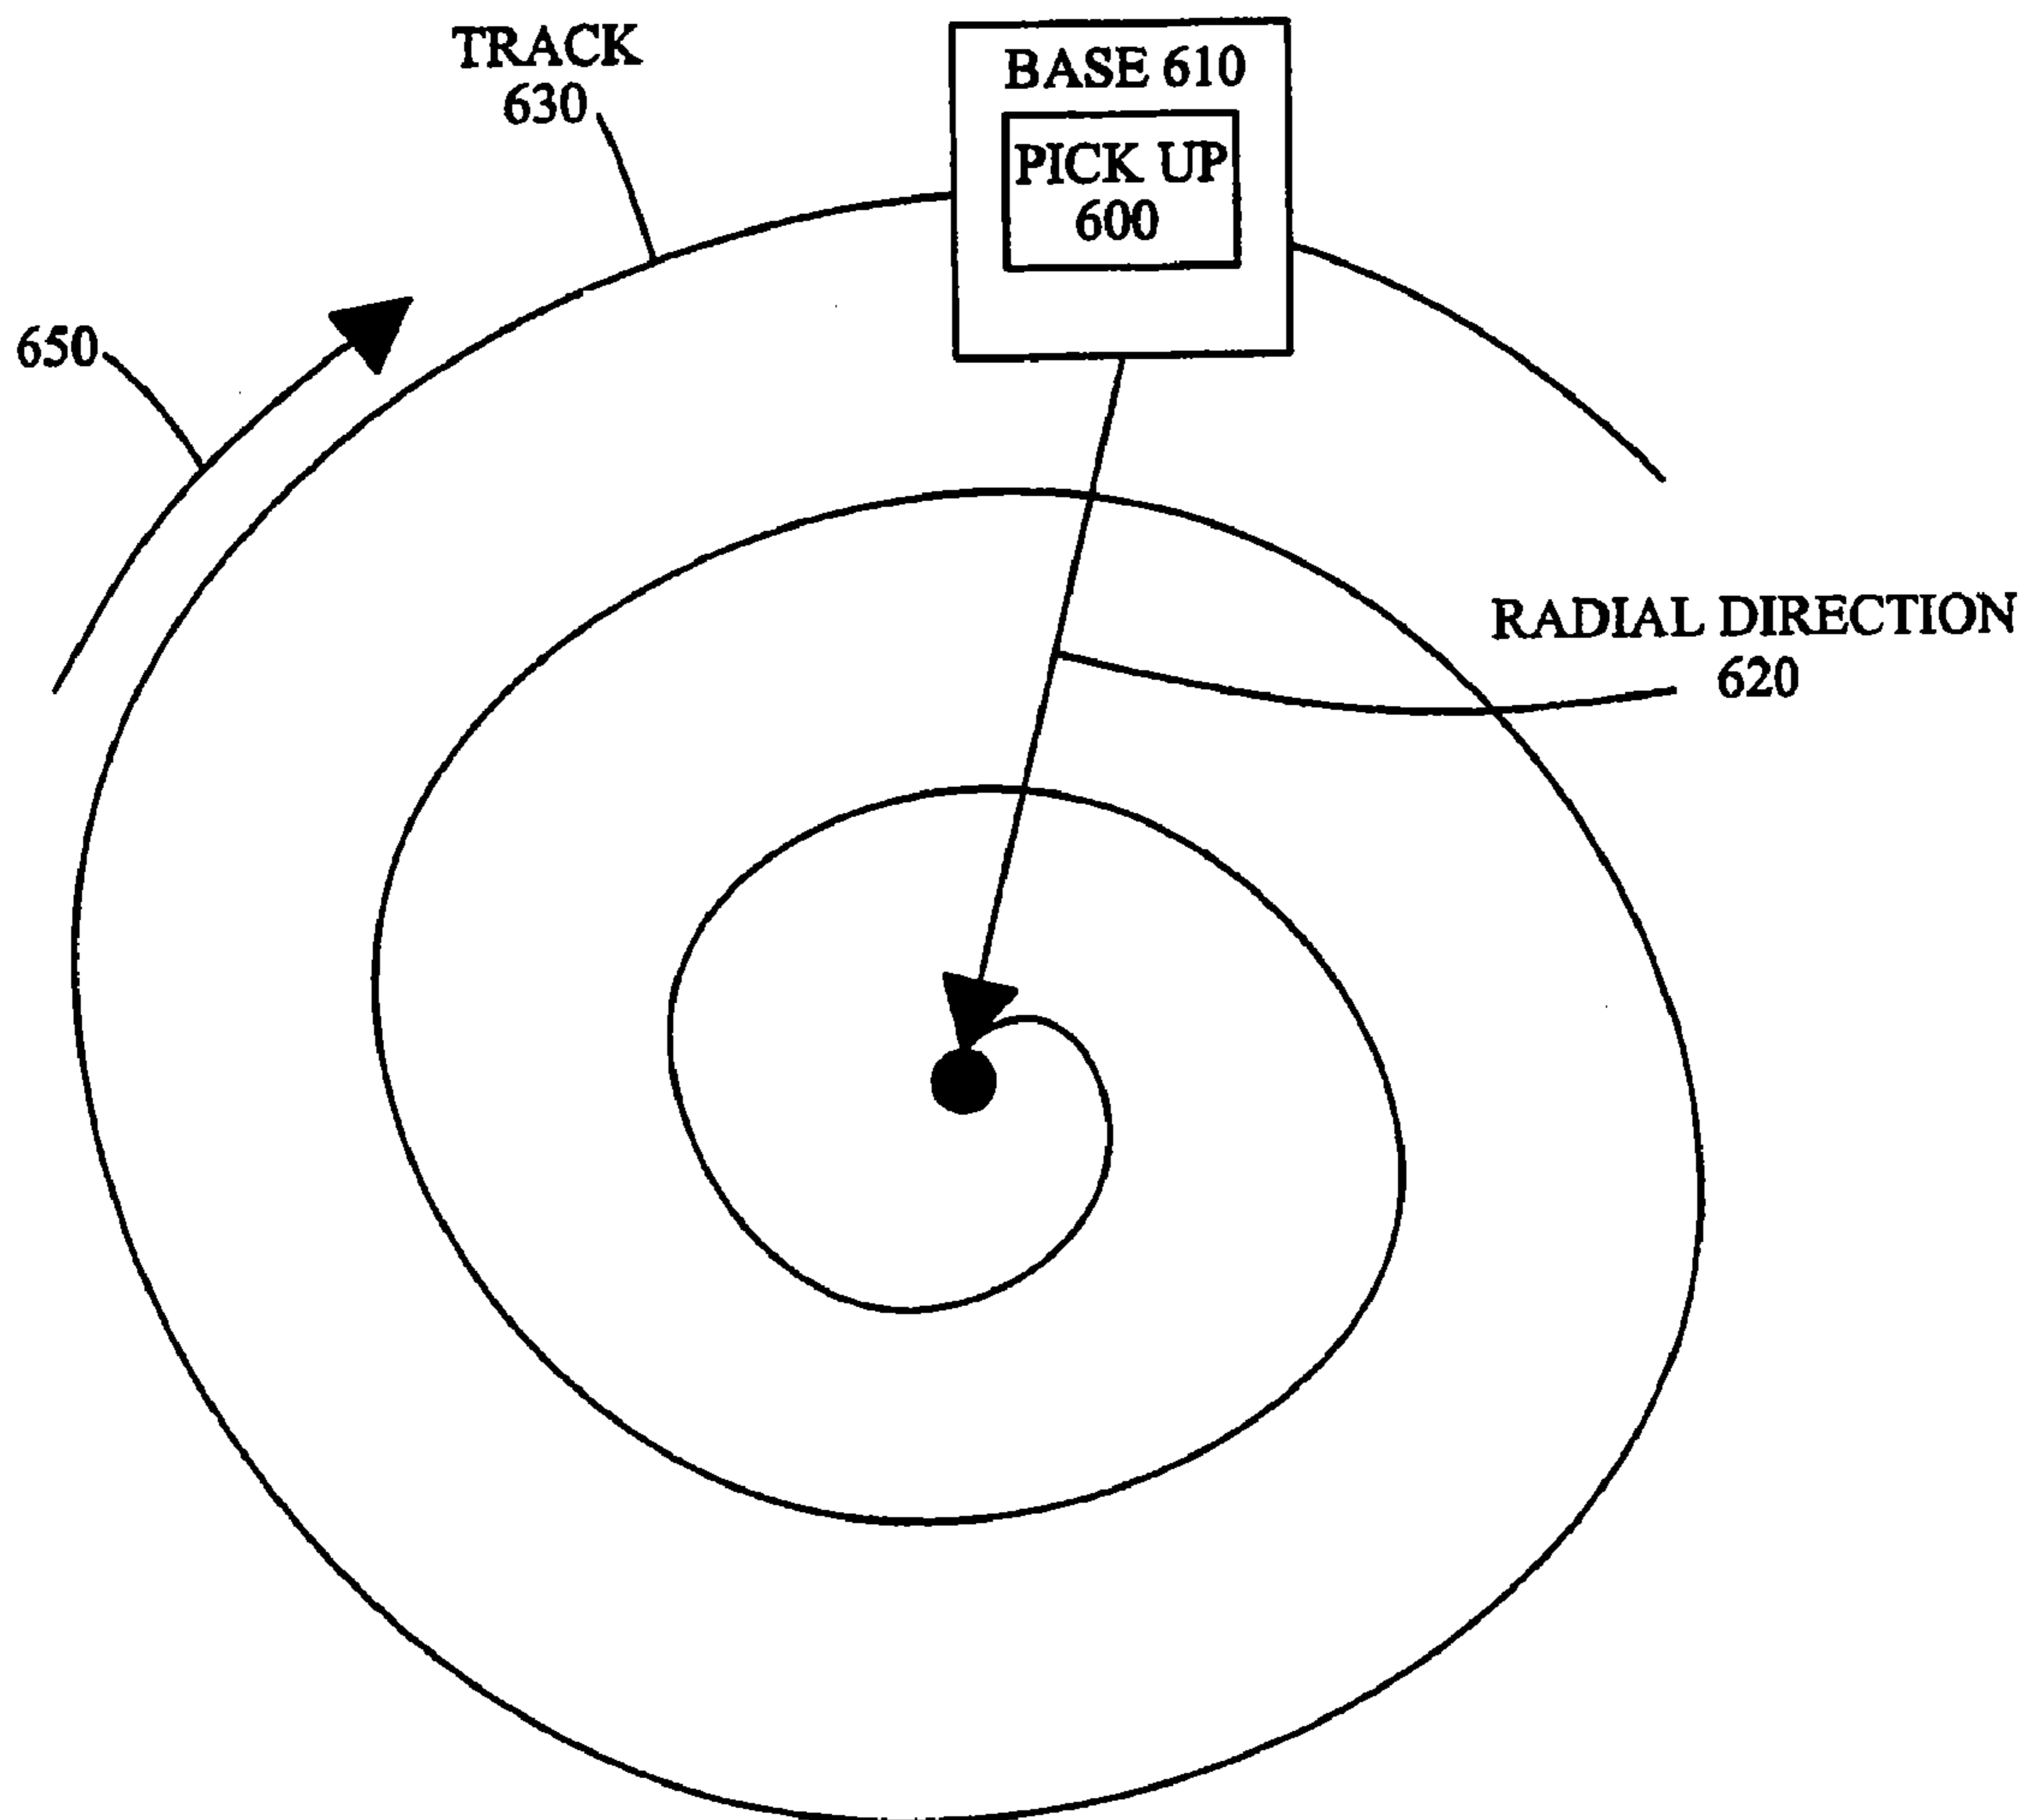 TRACK
630
BASE 610
PICK UP
600
650
RADIAL DIRECTION
620